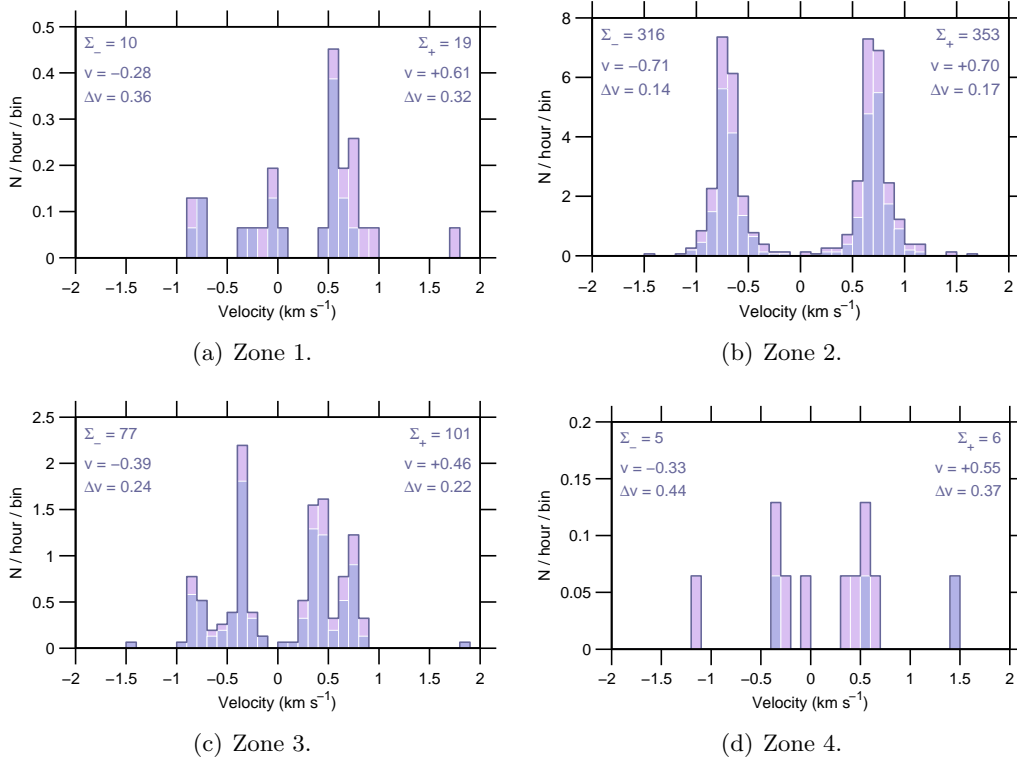 0.5
0.4
0.3
0.2
0.1
0
N / hour / bin
Σ₋ = 10
v = −0.28
Δv = 0.36
Σ₊ = 19
v = +0.61
Δv = 0.32
−2 −1.5 −1 −0.5 0 0.5 1 1.5 2
Velocity (km s⁻¹)
(a) Zone 1.
8
6
4
2
0
N / hour / bin
Σ₋ = 316
v = −0.71
Δv = 0.14
Σ₊ = 353
v = +0.70
Δv = 0.17
−2 −1.5 −1 −0.5 0 0.5 1 1.5 2
Velocity (km s⁻¹)
(b) Zone 2.
2.5
2
1.5
1
0.5
0
N / hour / bin
Σ₋ = 77
v = −0.39
Δv = 0.24
Σ₊ = 101
v = +0.46
Δv = 0.22
−2 −1.5 −1 −0.5 0 0.5 1 1.5 2
Velocity (km s⁻¹)
(c) Zone 3.
0.2
0.15
0.1
0.05
0
N / hour / bin
Σ₋ = 5
v = −0.33
Δv = 0.44
Σ₊ = 6
v = +0.55
Δv = 0.37
−2 −1.5 −1 −0.5 0 0.5 1 1.5 2
Velocity (km s⁻¹)
(d) Zone 4.